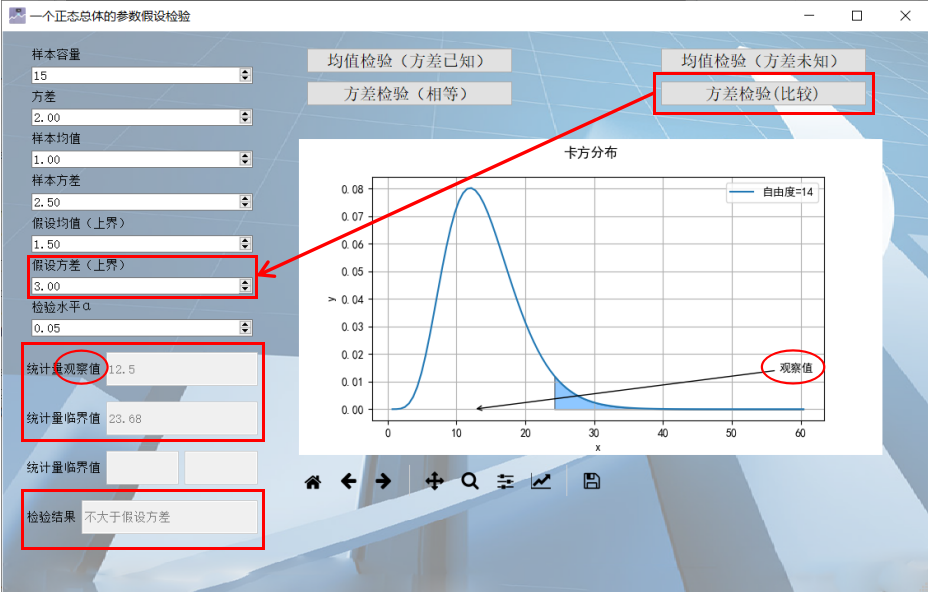 一个正态总体的参数假设检验
样本容量
15
方差
2.00
样本均值
1.00
样本方差
2.50
假设均值（上界）
1.50
假设方差（上界）
3.00
检验水平α
0.05
统计量观察值 12.5
统计量临界值 23.68
统计量临界值
检验结果 不大于假设方差
均值检验（方差已知） 均值检验（方差未知）
方差检验（相等） 方差检验(比较)
卡方分布
自由度=14
0.08
0.07
0.06
0.05
y
0.04
0.03
0.02
0.01
0.00
观察值
0 10 20 30 40 50 60
x